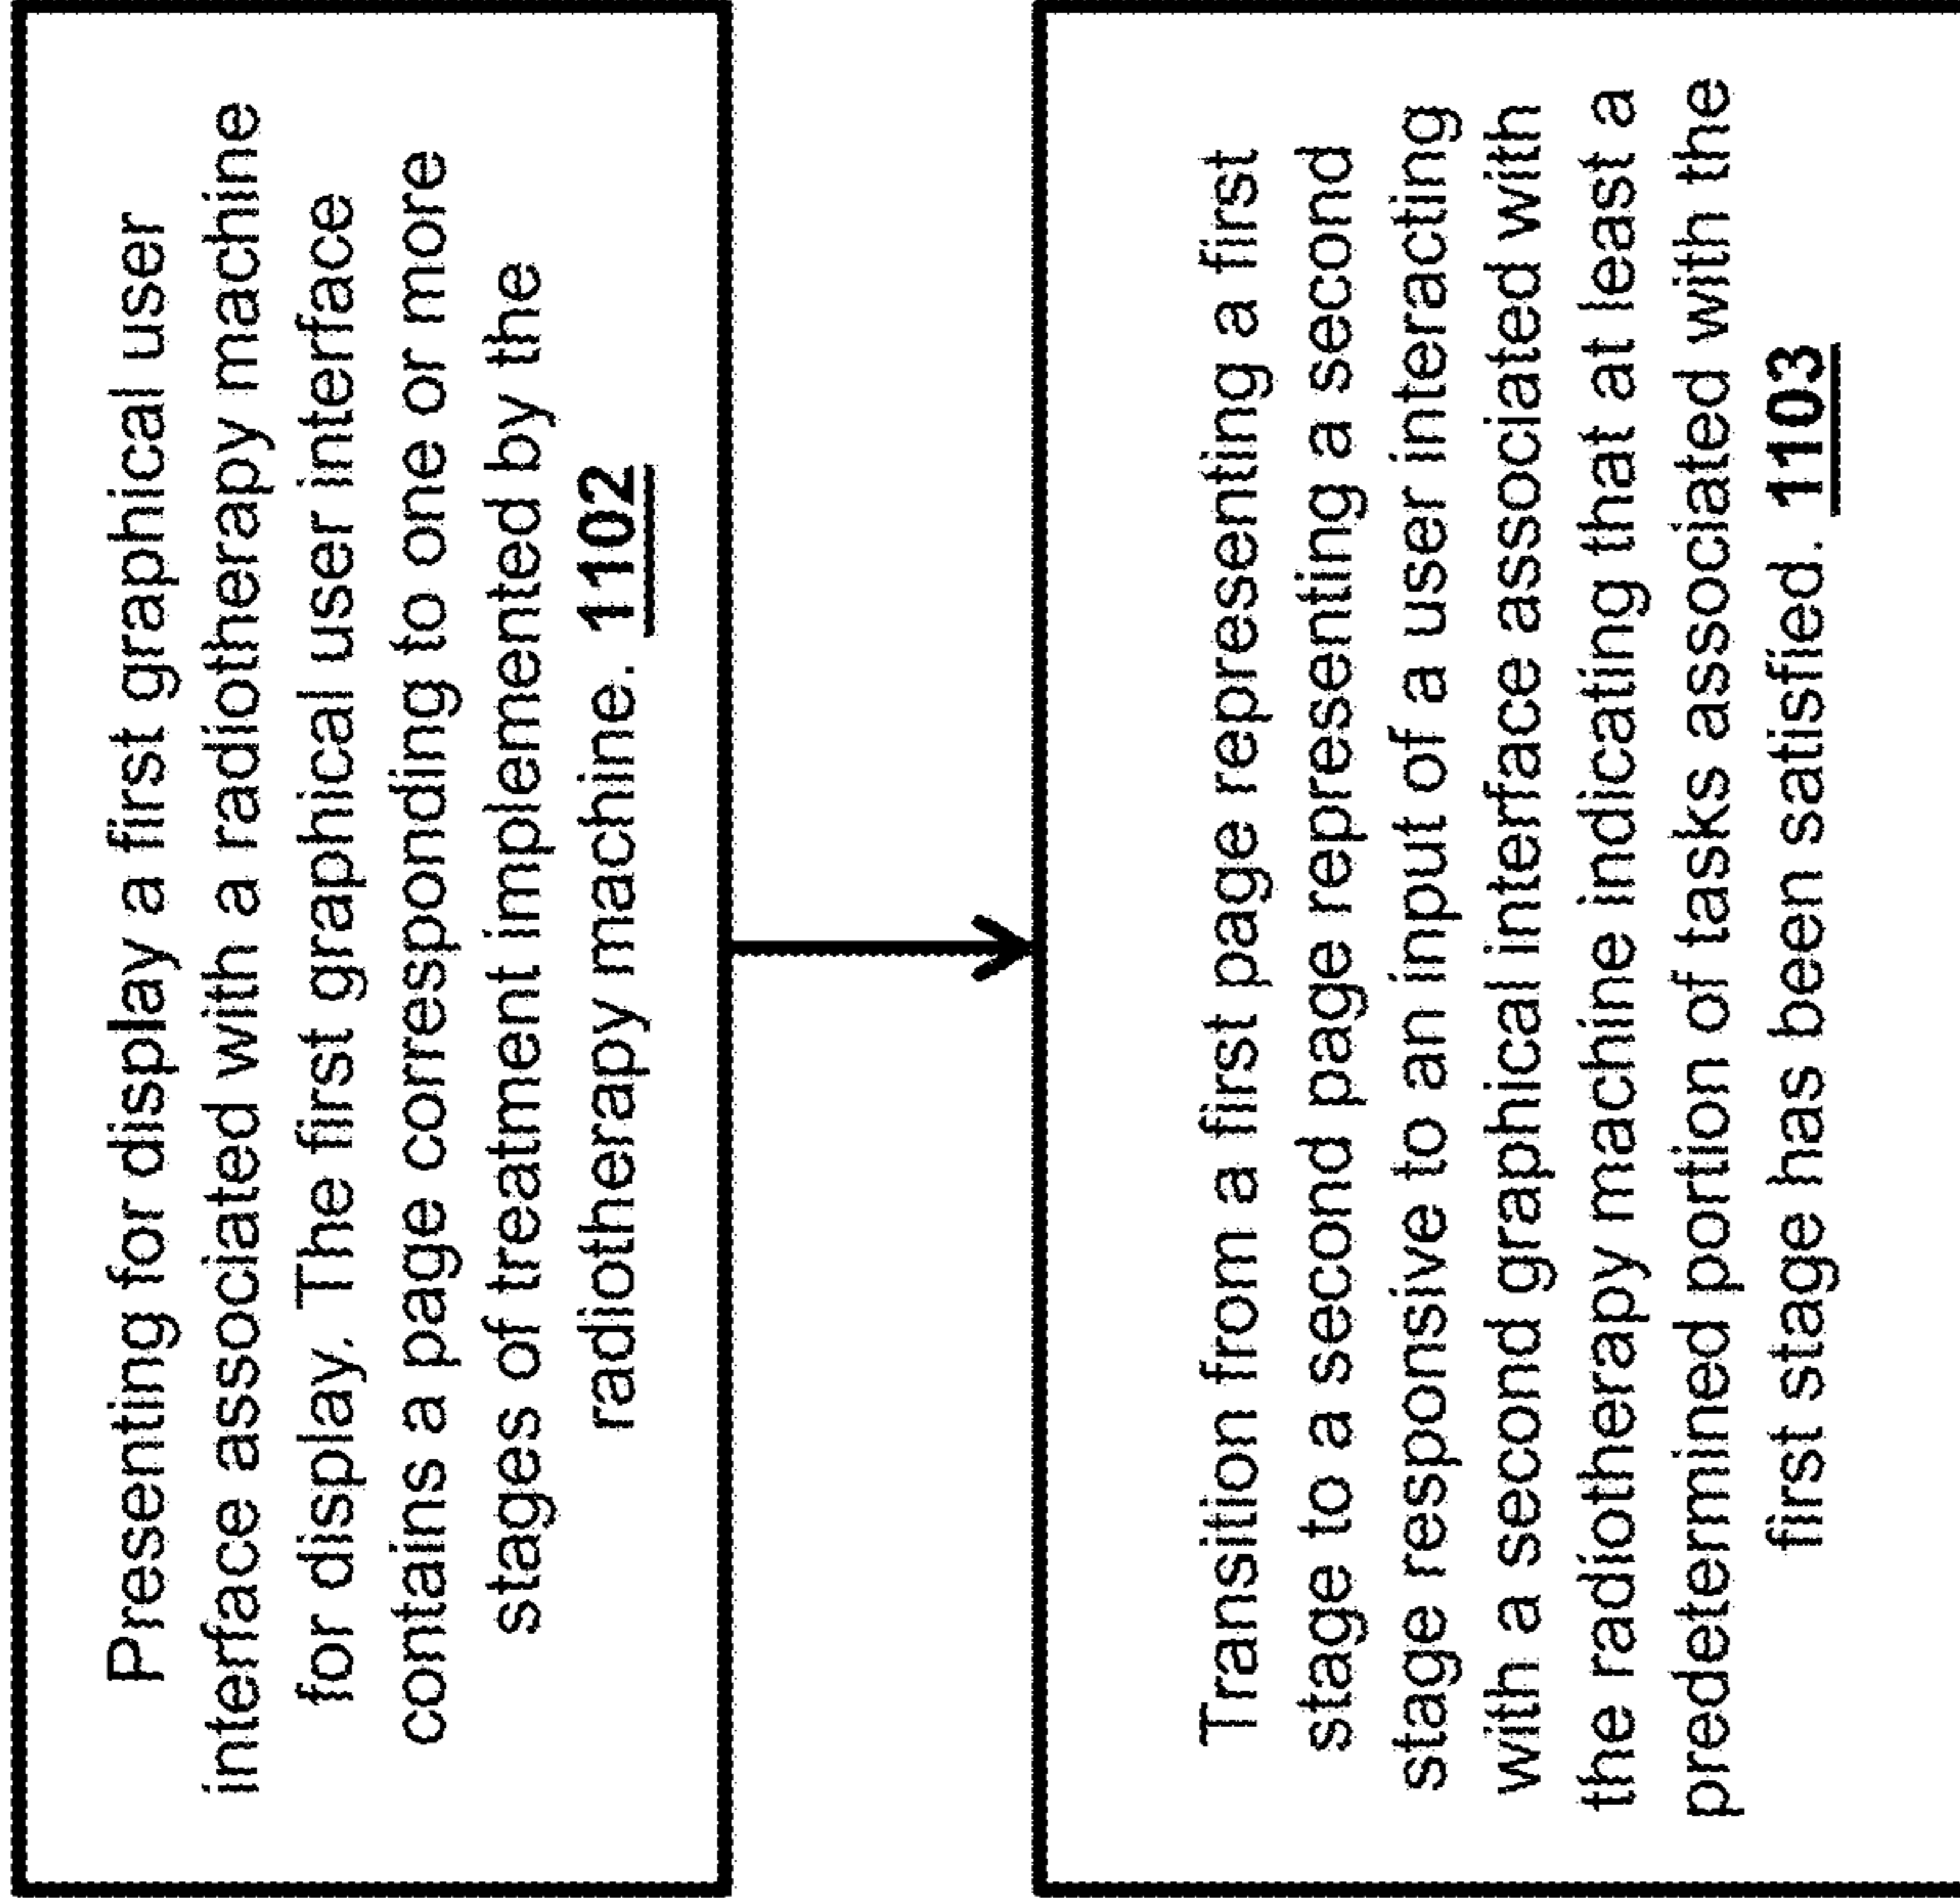 Presenting for display a first graphical user
interface associated with a radiotherapy machine
for display. The first graphical user interface
contains a page corresponding to one or more
stages of treatment implemented by the
radiotherapy machine. 1102
Transition from a first page representing a first
stage to a second page representing a second
stage responsive to an input of a user interacting
with a second graphical interface associated with
the radiotherapy machine indicating that at least a
predetermined portion of tasks associated with the
first stage has been satisfied. 1103